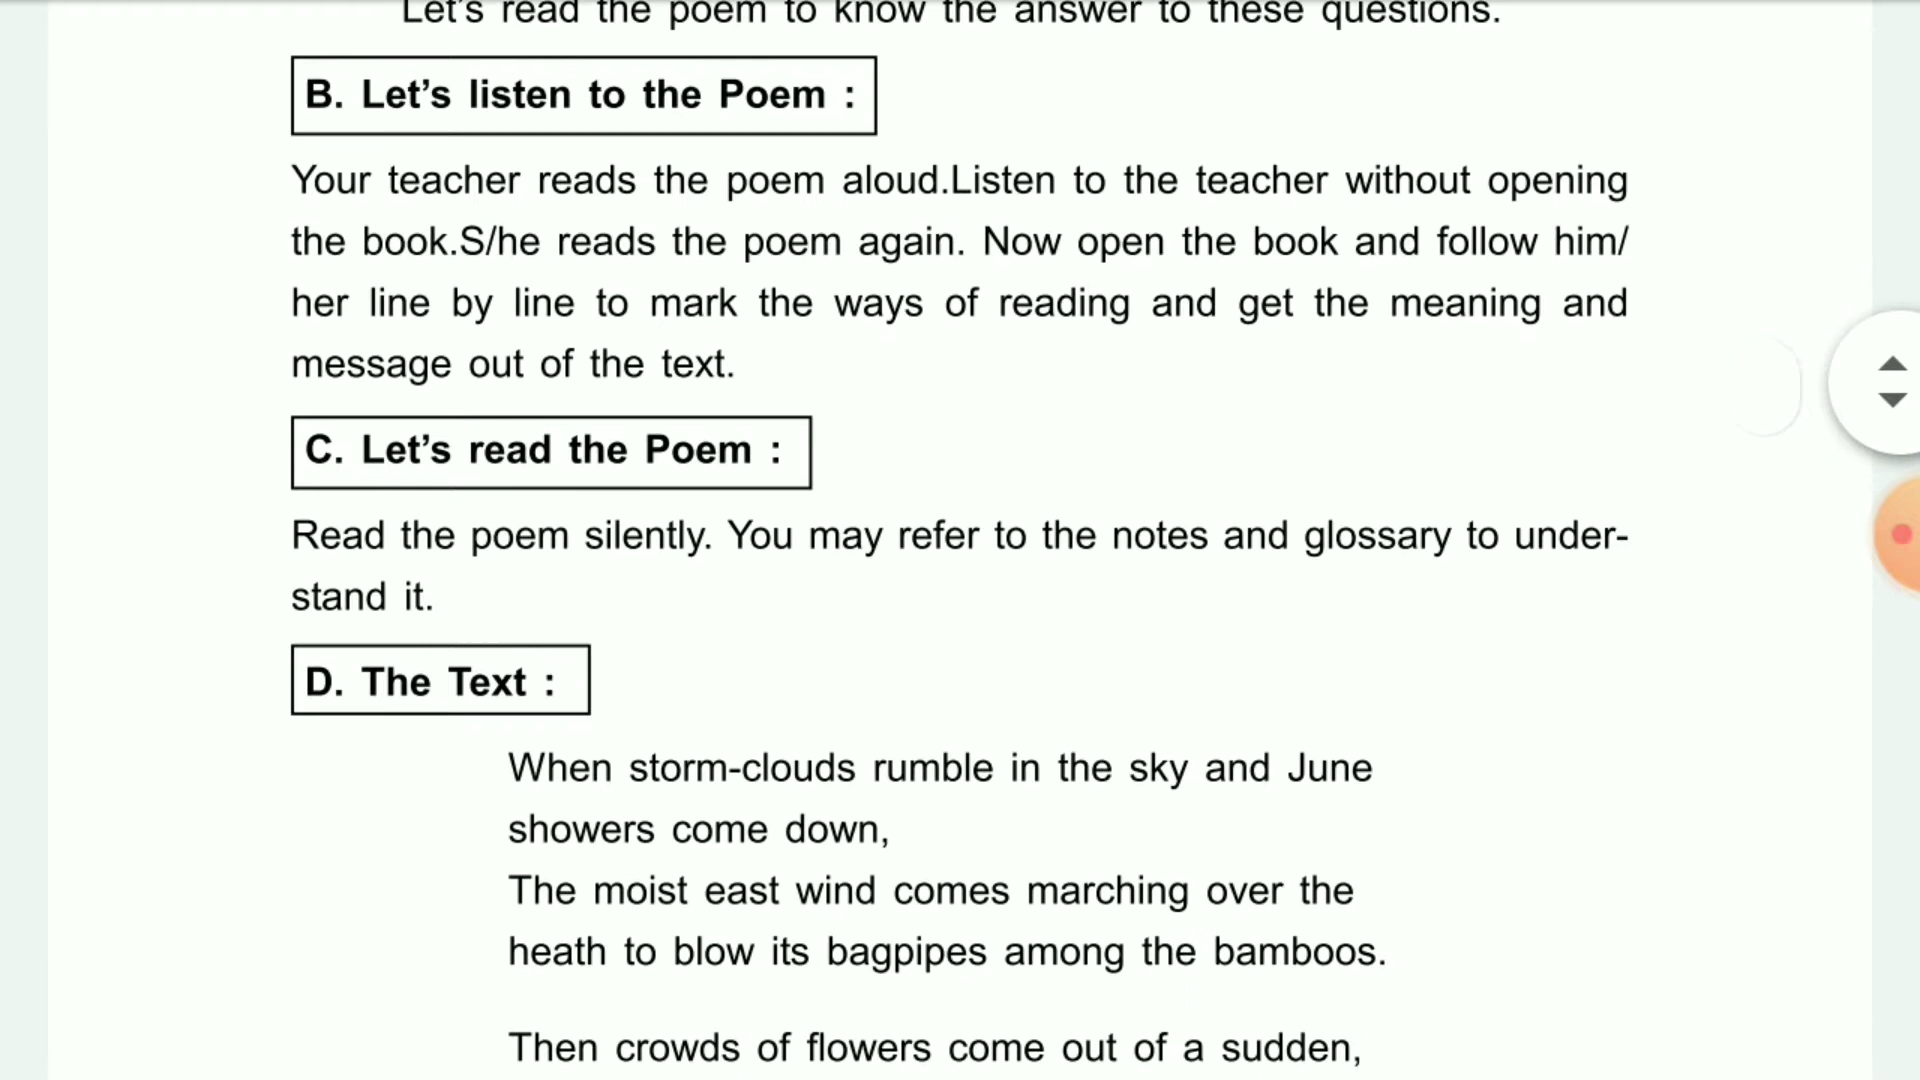 Let's read the poem to know the answer to these questions.
B. Let’s listen to the Poem :
Your teacher reads the poem aloud.Listen to the teacher without opening
the book.S/he reads the poem again. Now open the book and follow him/
her line by line to mark the ways of reading and get the meaning and
message out of the text.
C. Let’s read the Poem :
Read the poem silently. You may refer to the notes and glossary to under-
stand it.
D. The Text :
When storm-clouds rumble in the sky and June
showers come down,
The moist east wind comes marching over the
heath to blow its bagpipes among the bamboos.
Then crowds of flowers come out of a sudden,